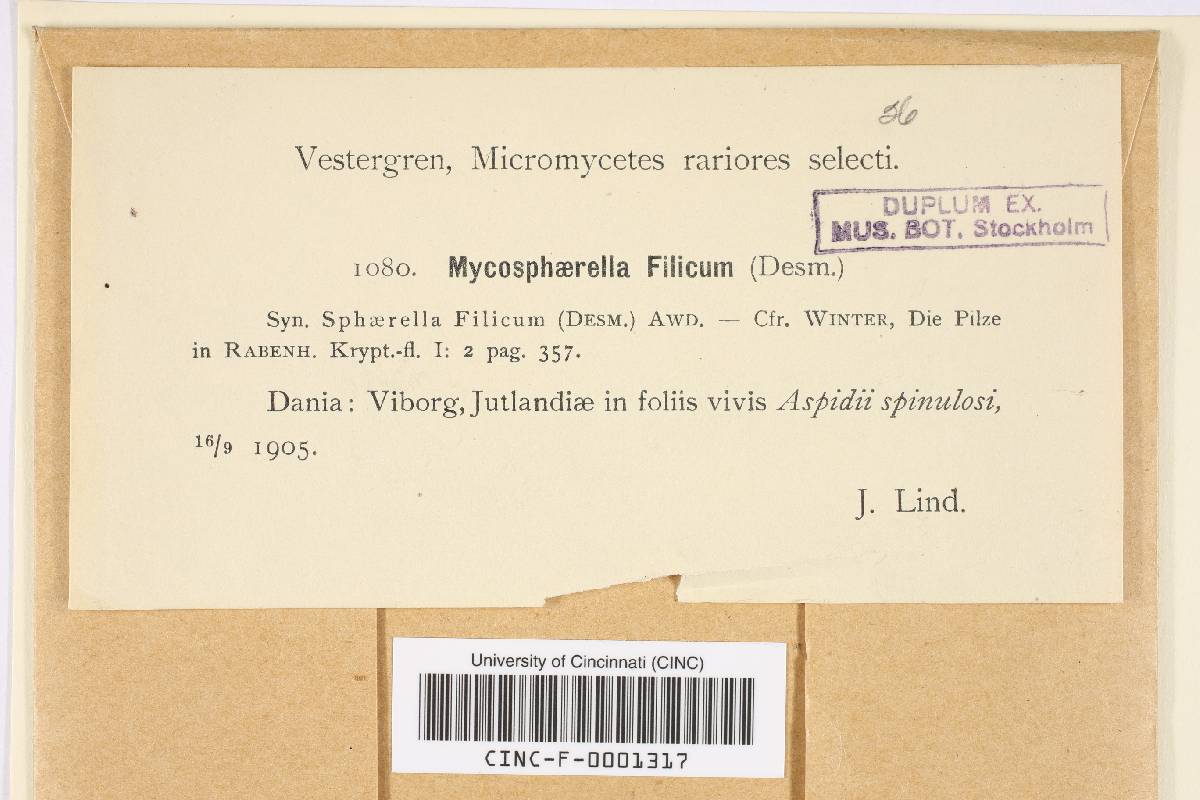 36
Vestergren, Micromycetes rariores selecti.
DUPLUM EX.
MUS. BOT. Stockholm
1080. Mycosphærella Filicum (Desm.)
Syn. Sphærella Filicum (DESM.) AWD. — Cfr. WINTER, Die Pilze
in RABENH. Krypt.-fl. I: 2 pag. 357.
Dania: Viborg, Jutlandiæ in foliis vivis Aspidii spinulosi,
16/9 1905.
J. Lind.
University of Cincinnati (CINC)
CINC-F-0001317